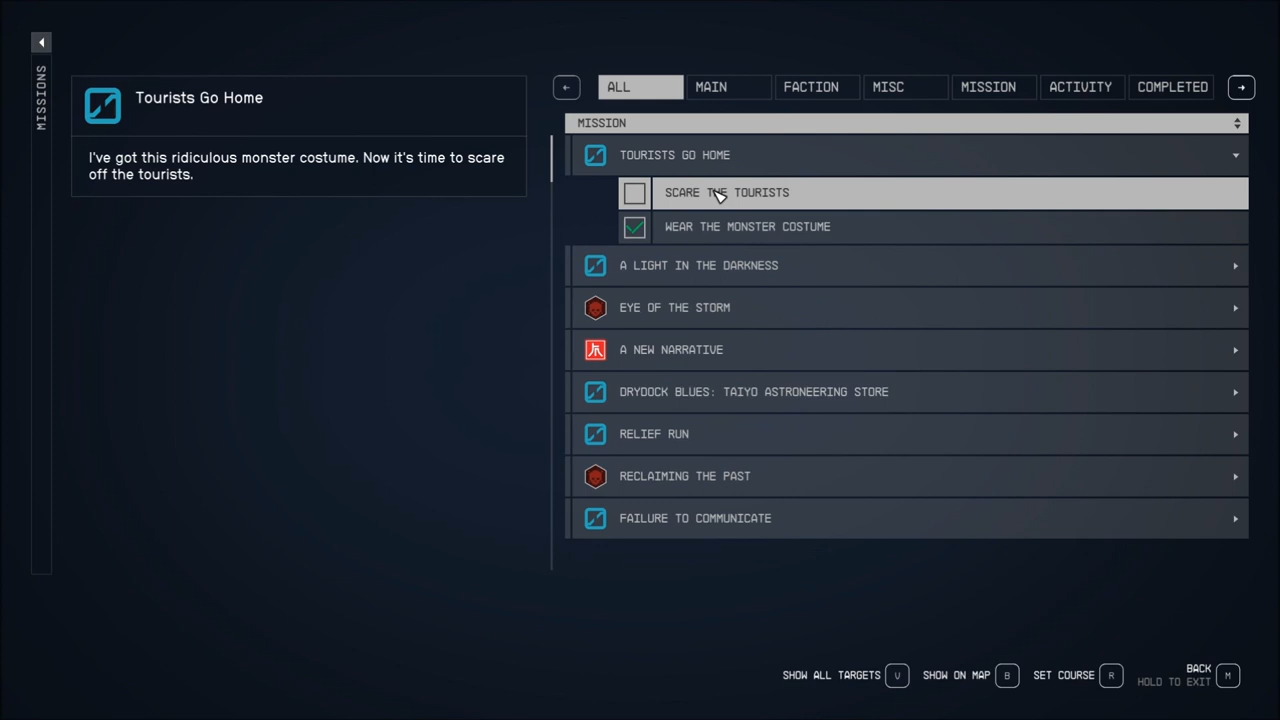 MISSIONS
Tourists Go Home
I've got this ridiculous monster costume. Now it's time to scare
off the tourists.
ALL
MAIN
FACTION
MISC
MISSION
ACTIVITY
COMPLETED
MISSION
TOURISTS GO HOME
SCARE THE TOURISTS
WEAR THE MONSTER COSTUME
A LIGHT IN THE DARKNESS
EYE OF THE STORM
A NEW NARRATIVE
DRYDOCK BLUES: TAIYO ASTRONEERING STORE
RELIEF RUN
RECLAIMING THE PAST
FAILURE TO COMMUNICATE
SHOW ALL TARGETS V
SHOW ON MAP B
SET COURSE R
BACK
HOLD TO EXIT M